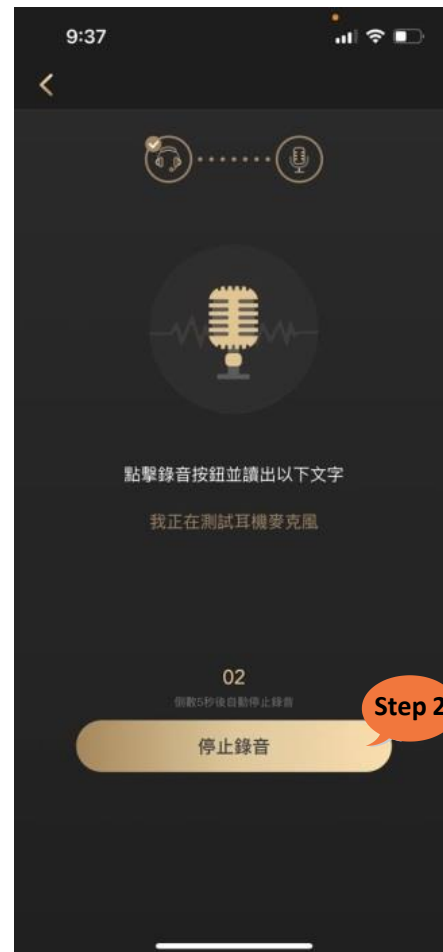 9:37
點擊錄音按鈕並讀出以下文字
我正在測試耳機麥克風
02
倒數5秒後自動停止錄音
Step 2
停止錄音